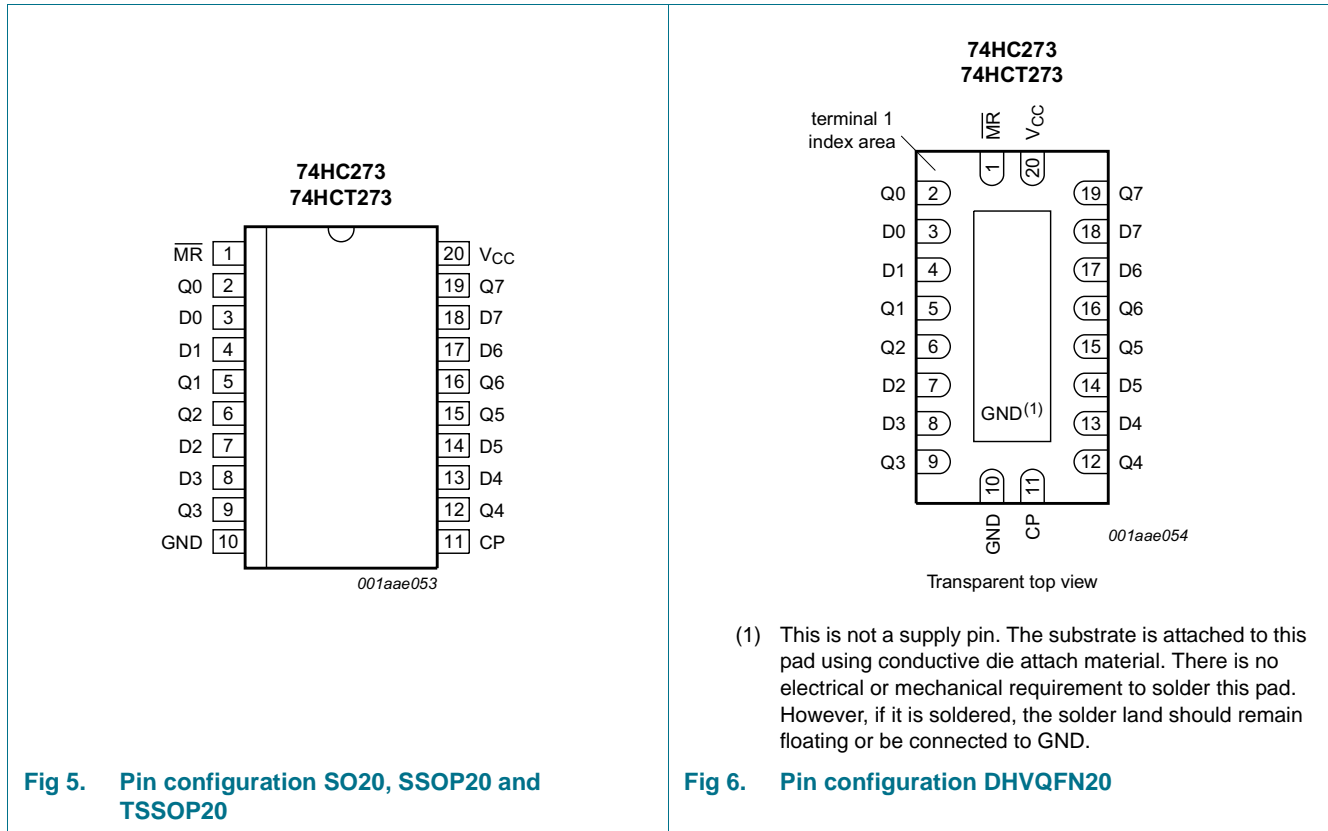 74HC273
74HCT273
MR 1
Q0 2
D0 3
D1 4
Q1 5
Q2 6
D2 7
D3 8
Q3 9
GND 10
20 VCC
19 Q7
18 D7
17 D6
16 Q6
15 Q5
14 D5
13 D4
12 Q4
11 CP
001aae053
Fig 5. Pin configuration SO20, SSOP20 and
TSSOP20
74HC273
74HCT273
terminal 1
index area
MR
VCC
1
20
Q0 2
D0 3
D1 4
Q1 5
Q2 6
D2 7
D3 8
Q3 9
19 Q7
18 D7
17 D6
16 Q6
15 Q5
14 D5
13 D4
12 Q4
GND(1)
10
11
GND
CP
001aae054
Transparent top view
(1) This is not a supply pin. The substrate is attached to this
pad using conductive die attach material. There is no
electrical or mechanical requirement to solder this pad.
However, if it is soldered, the solder land should remain
floating or be connected to GND.
Fig 6. Pin configuration DHVQFN20